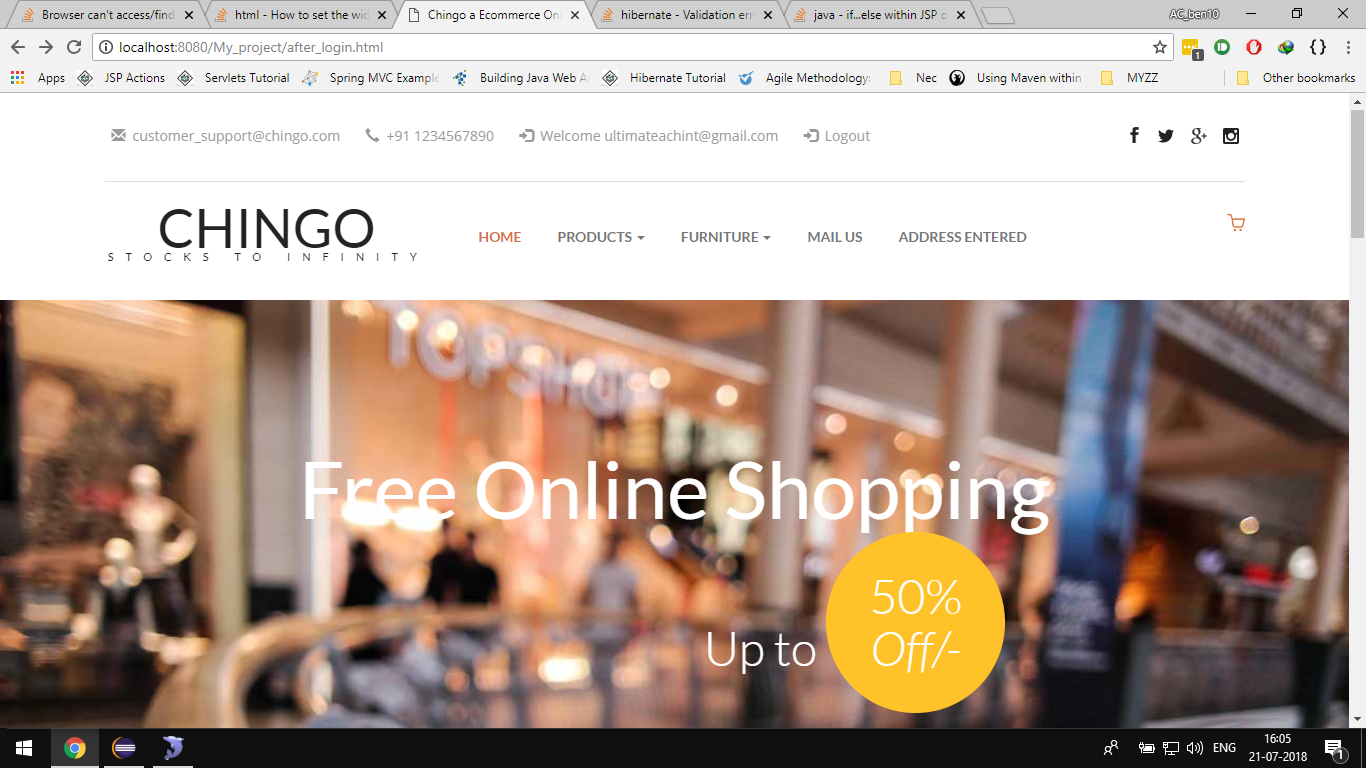 Browser can't access/find
html - How to set the wid
Chingo a Ecommerce Onl
hibernate - Validation err
java - if...else within JSP c
AC_ben10
localhost:8080/My_project/after_login.html
1
Apps
JSP Actions
Servlets Tutorial
Spring MVC Example
Building Java Web A
Hibernate Tutorial
Agile Methodology:
Nec
Using Maven within
MYZZ
Other bookmarks
customer_support@chingo.com
+91 1234567890
Welcome ultimateachint@gmail.com
Logout
CHINGO
STOCKS TO INFINITY
HOME
PRODUCTS
FURNITURE
MAIL US
ADDRESS ENTERED
TOPSHOP
Free Online Shopping
50%
Up to
Off/-
ENG
16:05
21-07-2018
1